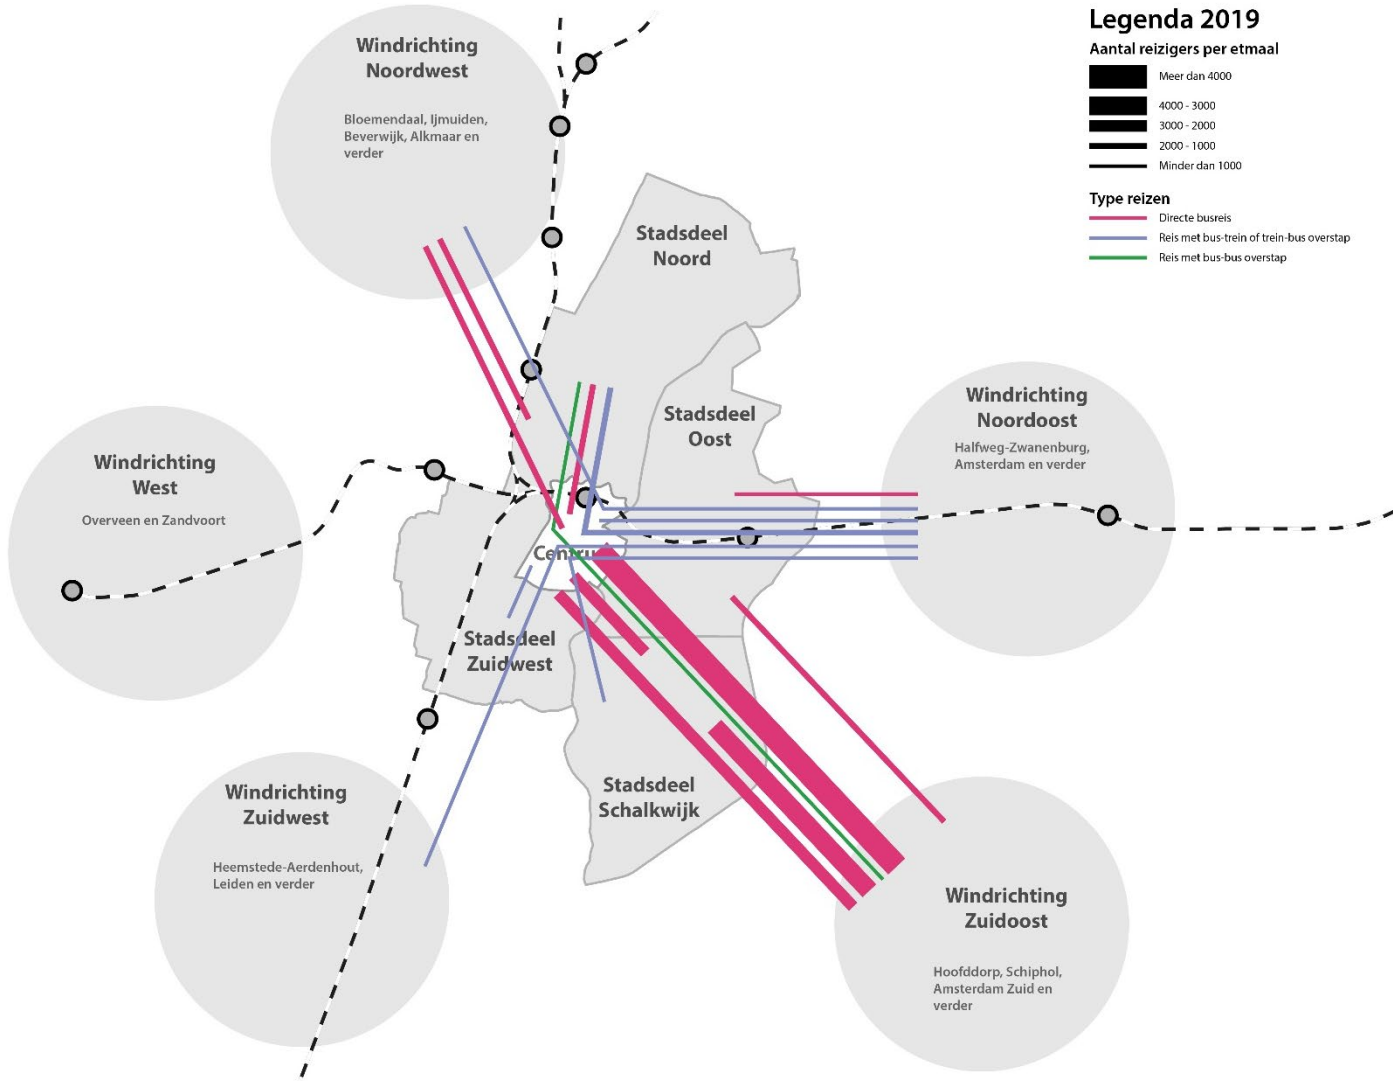 Legenda 2019
Aantal reizigers per etmaal
Meer dan 4000
4000 - 3000
3000 - 2000
2000 - 1000
Minder dan 1000
Type reizen
Directe busreis
Reis met bus-trein of trein-bus overstap
Reis met bus-bus overstap
Windrichting
Noordwest
Bloemendaal, Ijmuiden,
Beverwijk, Alkmaar en
verder
Stadsdeel
Noord
Stadsdeel
Oost
Windrichting
Noordoost
Halfweg-Zwanenburg,
Amsterdam en verder
Windrichting
West
Overveen en Zandvoort
Centru
Stadsdeel
Zuidwest
Stadsdeel
Schalkwijk
Windrichting
Zuidwest
Heemstede-Aerdenhout,
Leiden en verder
Windrichting
Zuidoost
Hoofddorp, Schiphol,
Amsterdam Zuid en
verder